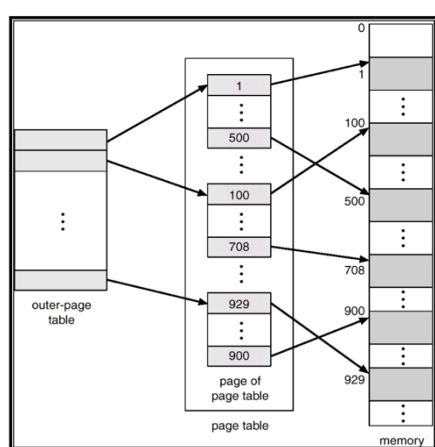 0
1
1
100
500
500
100
708
708
929
900
900
929
outer-page
table
page of
page table
page table
memory